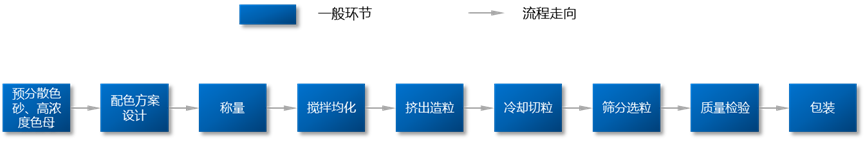 一般环节
流程走向
预分散色
砂、高浓
度色母
配色方案
设计
称量
搅拌均化
挤出造粒
冷却切粒
筛分选粒
质量检验
包装